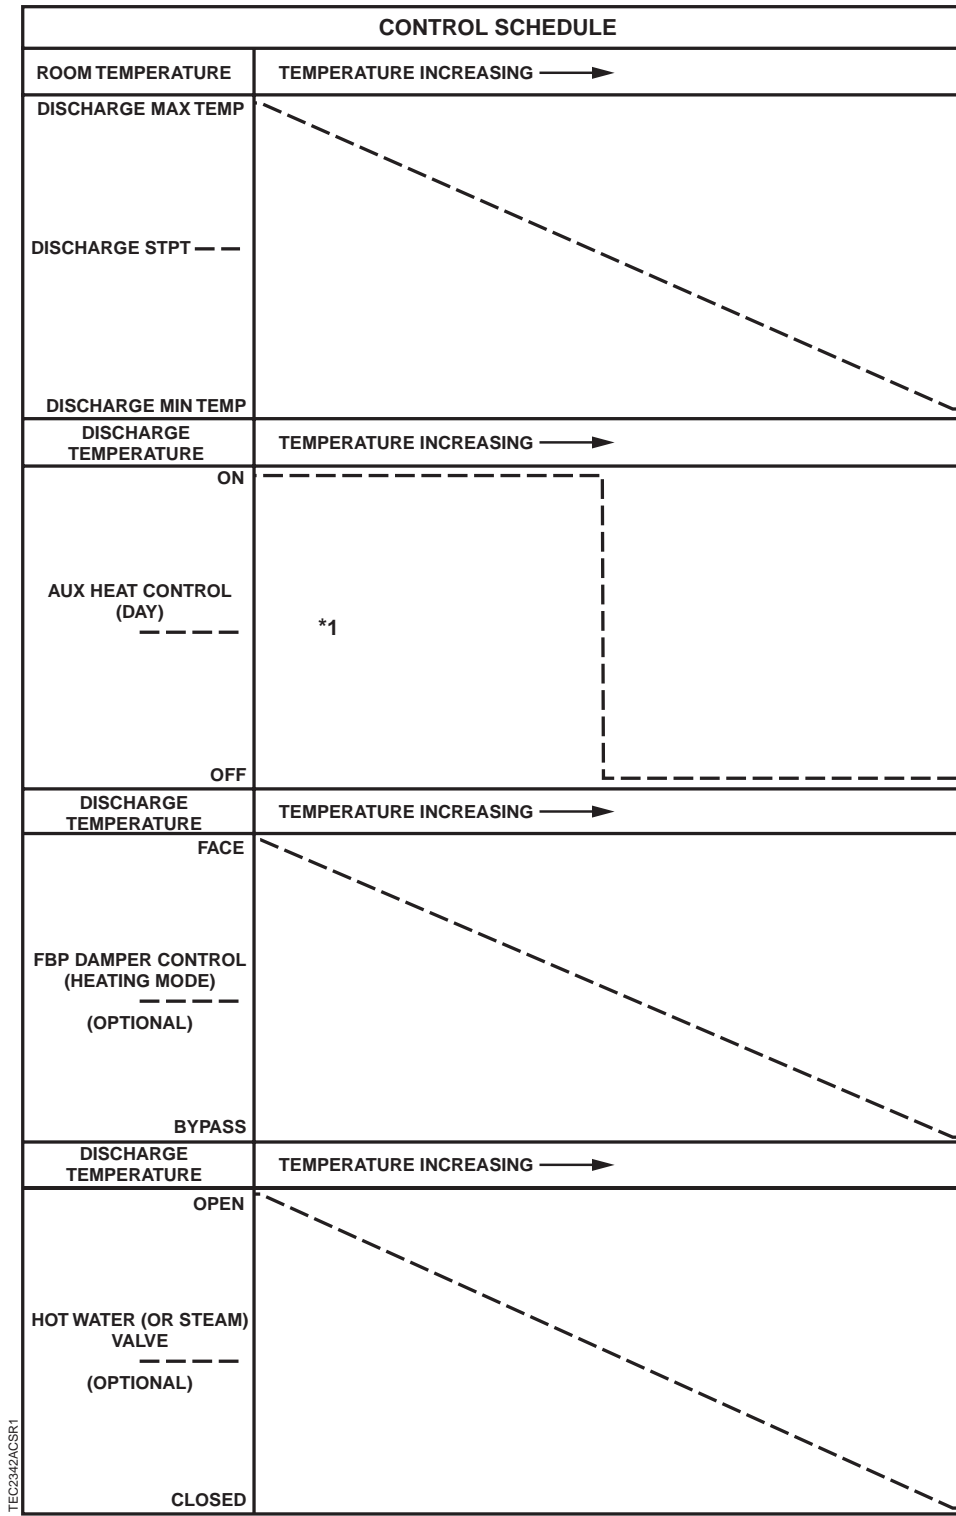 CONTROL SCHEDULE
ROOM TEMPERATURE
TEMPERATURE INCREASING
DISCHARGE MAX TEMP
DISCHARGE STPT
DISCHARGE MIN TEMP
DISCHARGE
TEMPERATURE
TEMPERATURE INCREASING
ON
AUX HEAT CONTROL
(DAY)
*1
OFF
DISCHARGE
TEMPERATURE
TEMPERATURE INCREASING
FACE
FBP DAMPER CONTROL
(HEATING MODE)
(OPTIONAL)
BYPASS
DISCHARGE
TEMPERATURE
TEMPERATURE INCREASING
OPEN
HOT WATER (OR STEAM)
VALVE
(OPTIONAL)
CLOSED
TEC2342ACSR1